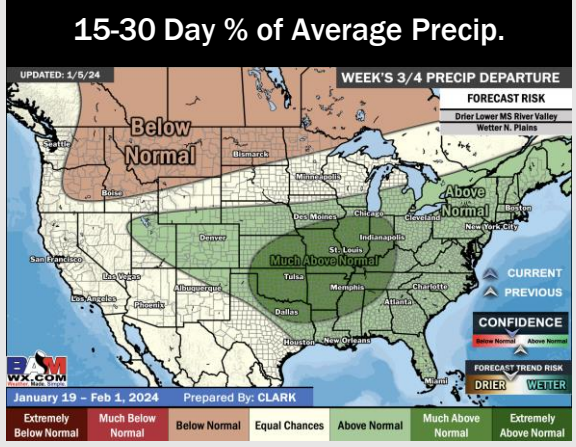 15-30 Day % of Average Precip.
UPDATED: 1/5/24
WEEK'S 3/4 PRECIP DEPARTURE
FORECAST RISK
Drier Lower MS River Valley
Wetter N. Plains
Seattle
Below
Normal
Bismarck
Minneapolis
Boise
Above
Normal
Boston
Des Moines
Chicago
Cleveland
New York City
Denver
Indianapolis
St. Louis
Much Above Normal
San Francisco
Las Vegas
Tulsa
Albuquerque
Memphis
Charlotte
Los Angeles
Phoenix
Atlanta
Dallas
Houston
New Orleans
Miami
CURRENT
PREVIOUS
CONFIDENCE
Below Normal
Above Normal
FORECAST TREND RISK
DRIER
WETTER
BAM
WX.COM
Weather. Made. Simple.
January 19 – Feb 1, 2024
Prepared By: CLARK
Extremely
Below Normal
Much Below
Normal
Below Normal
Equal Chances
Above Normal
Much Above
Normal
Extremely
Above Normal